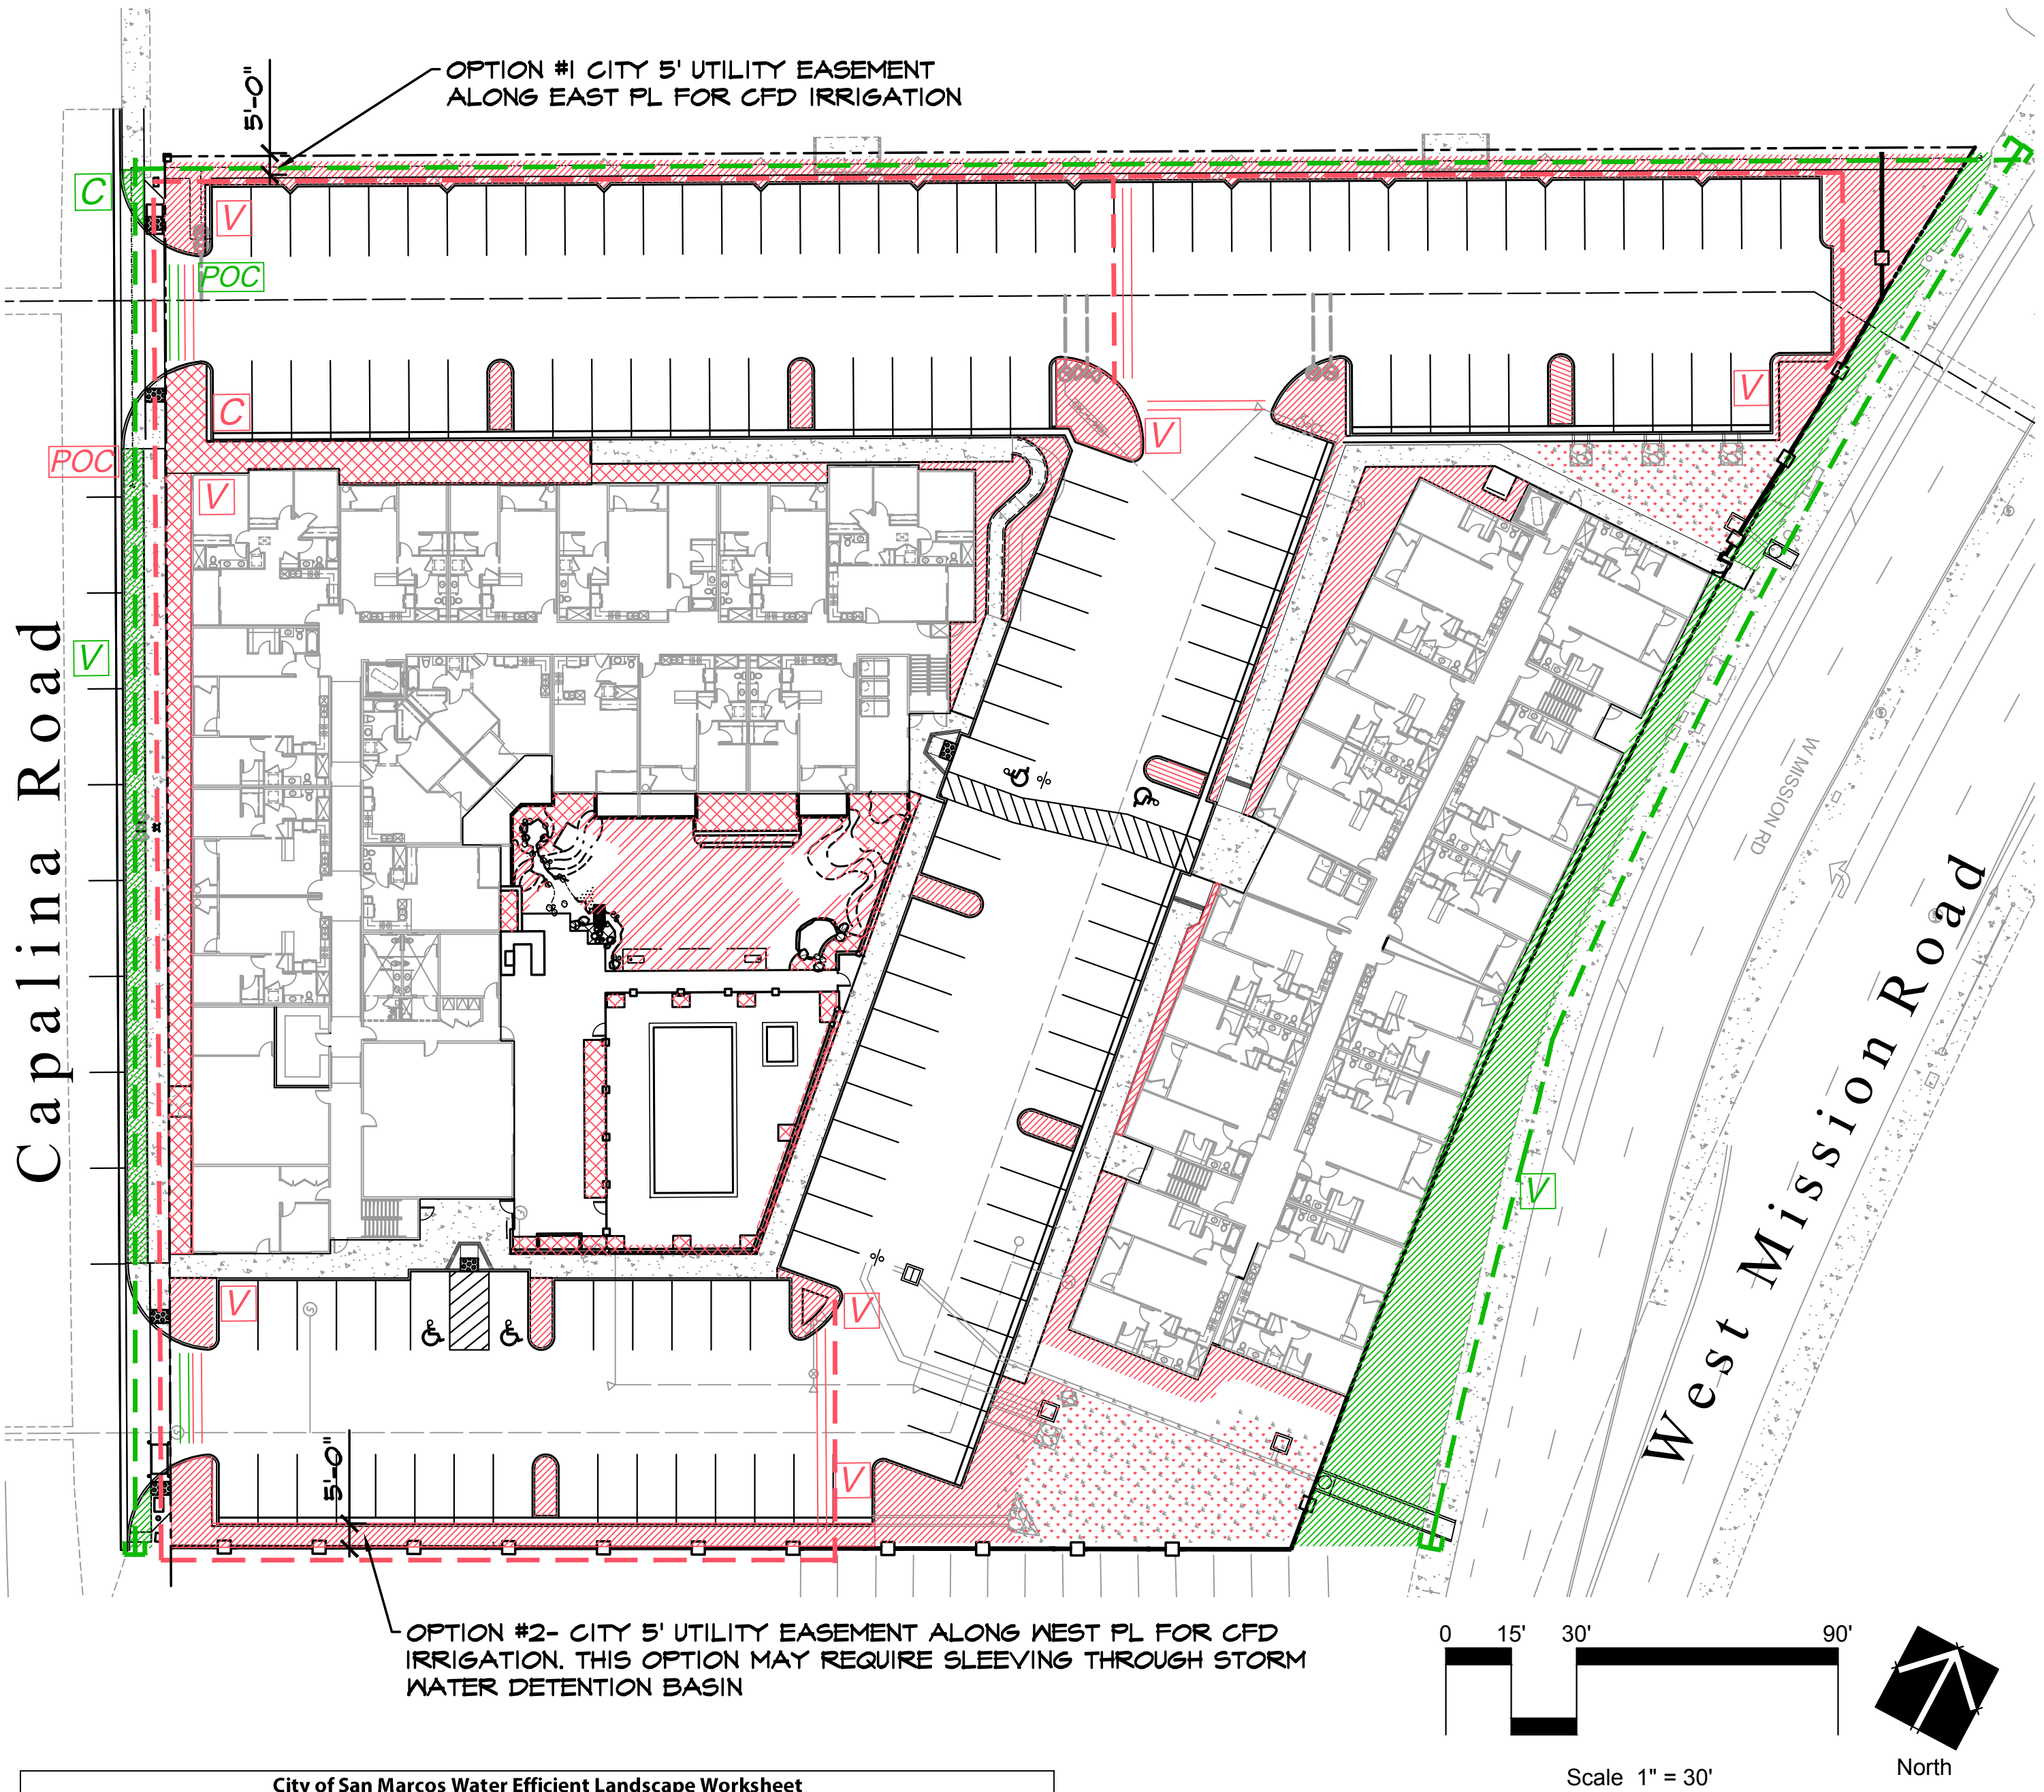 OPTION #1 CITY 5' UTILITY EASEMENT
ALONG EAST PL FOR CFD IRRIGATION
5'-0"
C
V
POC
C
V
V
POC
V
V
Capalina Road
W MISSION RD
West Mission Road
V
V
V
V
5'-0"
OPTION #2- CITY 5' UTILITY EASEMENT ALONG WEST PL FOR CFD
IRRIGATION. THIS OPTION MAY REQUIRE SLEEVING THROUGH STORM
WATER DETENTION BASIN
0 15' 30' 90'
Scale 1" = 30'
North
City of San Marcos Water Efficient Landscape Worksheet